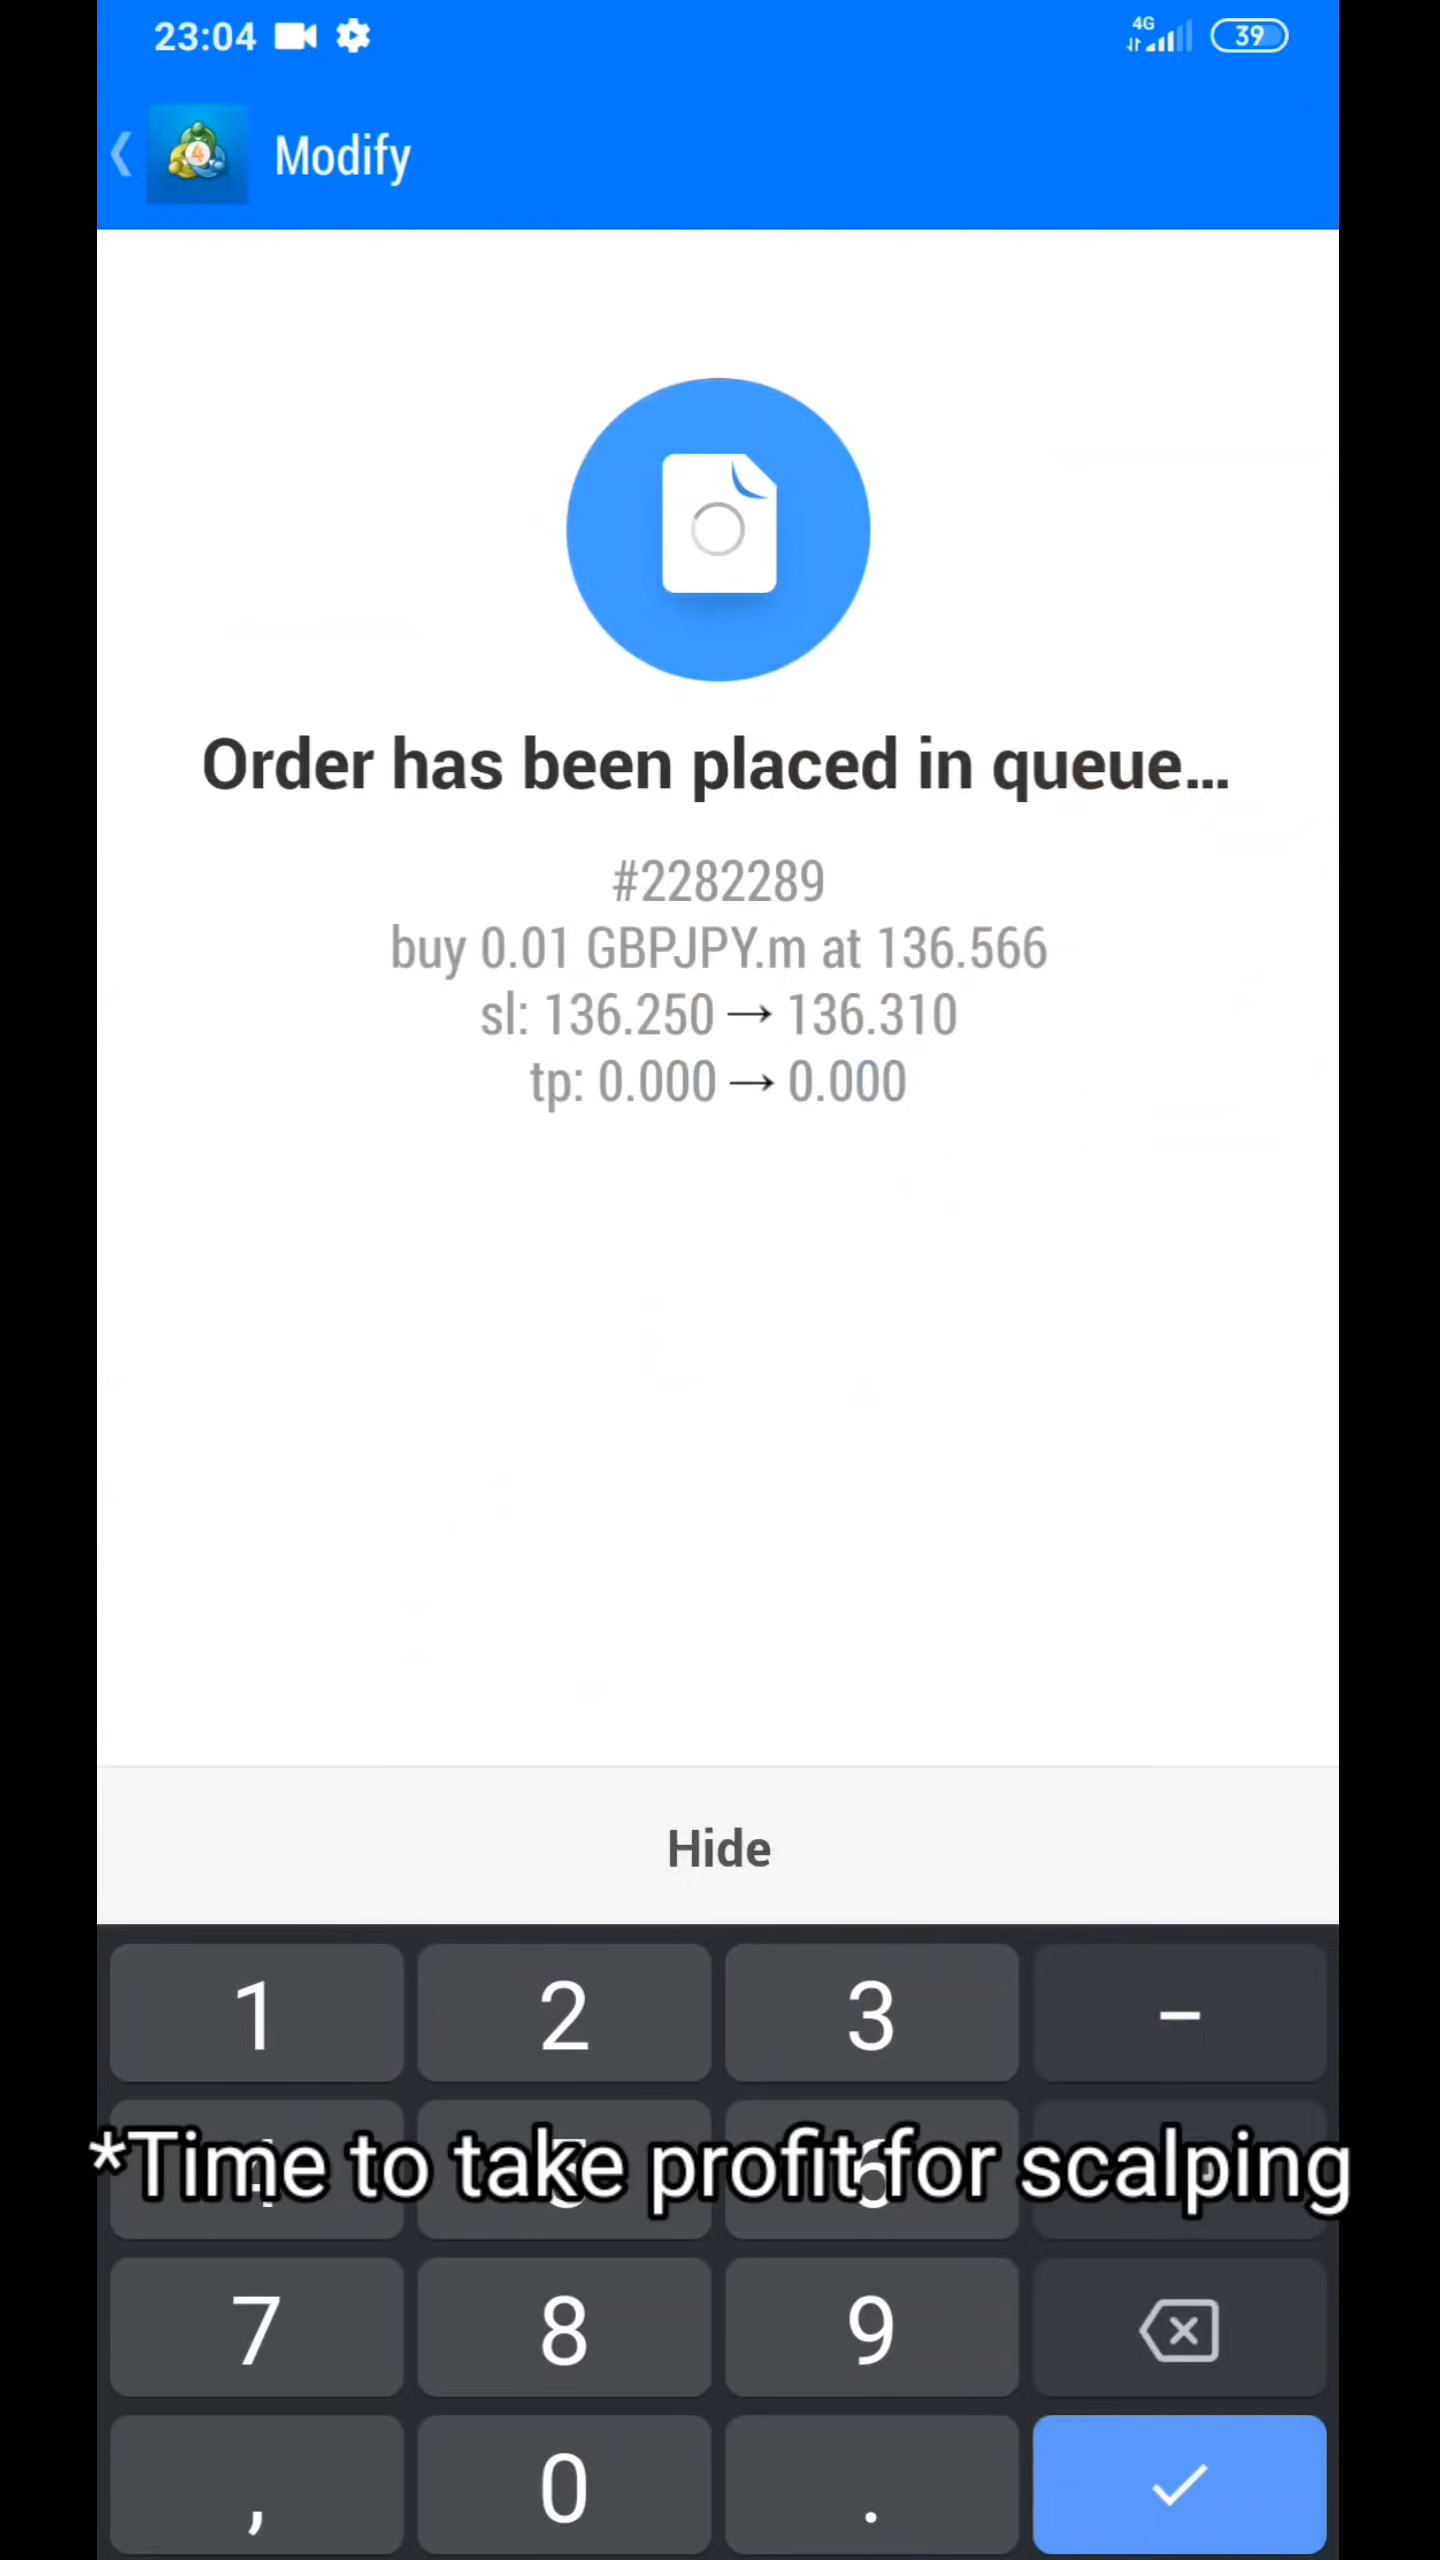 23:04
4G
39
4
Modify
Order has been placed in queue...
#2282289
buy 0.01 GBPJPY.m at 136.566
sl: 136.250 → 136.310
tp: 0.000 → 0.000
Hide
1 2 3 –
*Time to take profit for scalping
7 8 9
, 0 .